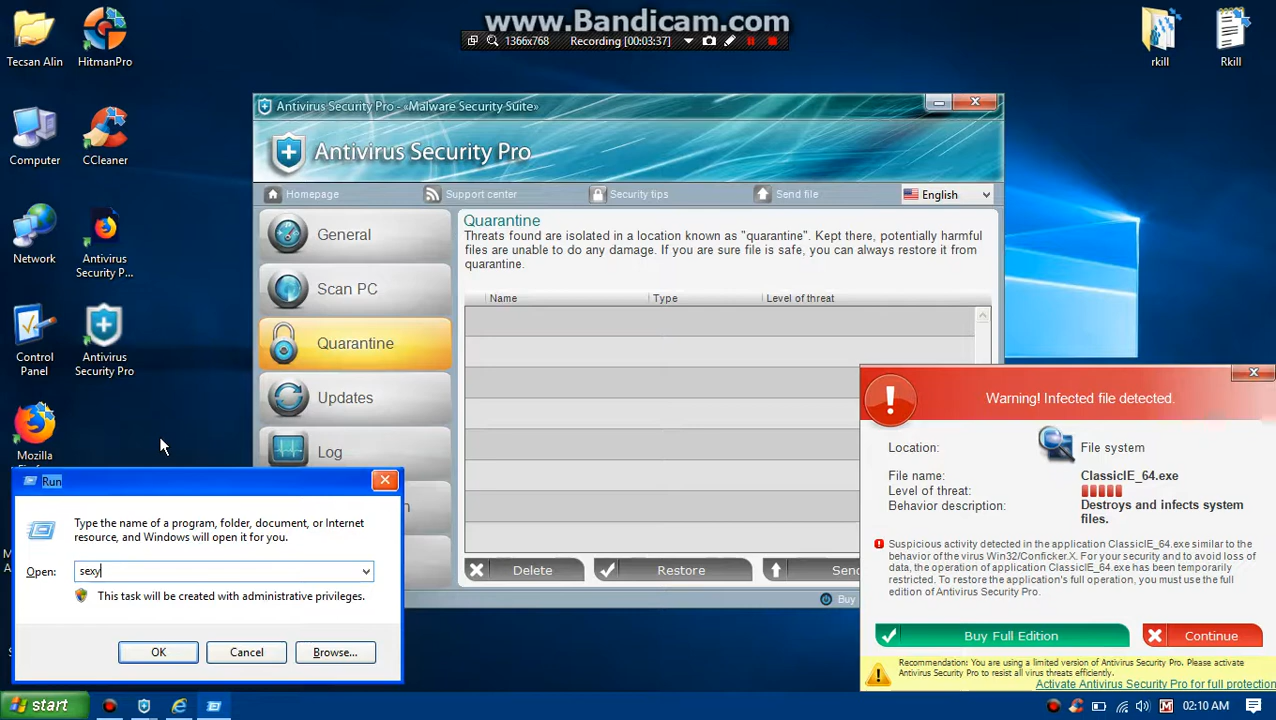 www.Bandicam.com
1366x768
Recording [00:03:37]
Tecsan Alin
HitmanPro
rkill
Rkill
Computer
CCleaner
Network
Antivirus
Security P...
Control
Panel
Antivirus
Security Pro
Mozilla
Antivirus Security Pro - «Malware Security Suite»
Antivirus Security Pro
Homepage
Support center
Security tips
Send file
English
General
Scan PC
Quarantine
Updates
Log
Quarantine
Threats found are isolated in a location known as "quarantine". Kept there, potentially harmful
files are unable to do any damage. If you are sure file is safe, you can always restore it from
quarantine.
Name
Type
Level of threat
Delete
Restore
Buy
Run
Type the name of a program, folder, document, or Internet
resource, and Windows will open it for you.
Open:
sexy
This task will be created with administrative privileges.
OK
Cancel
Browse...
Warning! Infected file detected.
Location:
File system
File name:
ClassicIE_64.exe
Level of threat:
Behavior description:
Destroys and infects system
files.
Suspicious activity detected in the application ClassicIE_64.exe similar to the
behavior of the virus Win32/Conficker.X. For your security and to avoid loss of
data, the operation of application ClassicIE_64.exe has been temporarily
restricted. To restore the application's full operation, you must use the full
edition of Antivirus Security Pro.
Buy Full Edition
Continue
Recommendation: You are using a limited version of Antivirus Security Pro. Please activate
Antivirus Security Pro to resist all virus threats efficiently.
Activate Antivirus Security Pro for full protection
start
02:10 AM